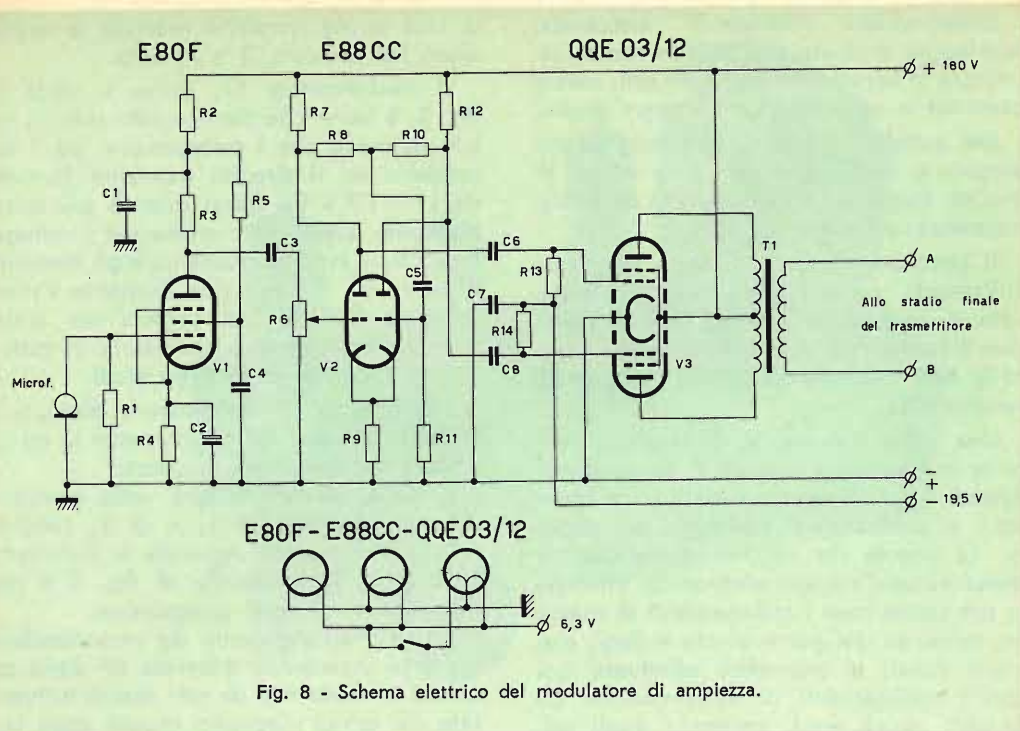 E80F E88CC QQE 03/12
+ 180 V
R2
R7
R12
R8
R10
C1
R3
R5
C3
C6
T1
A
R13
C5
C7
R6
R14
Allo stadio finale
del trasmettitore
V1
V2
C4
C8
V3
B
Microf.
R1
R4
C2
R9
R11
−
+
− 19,5 V
E80F - E88CC - QQE 03/12
6,3 V
Fig. 8 - Schema elettrico del modulatore di ampiezza.